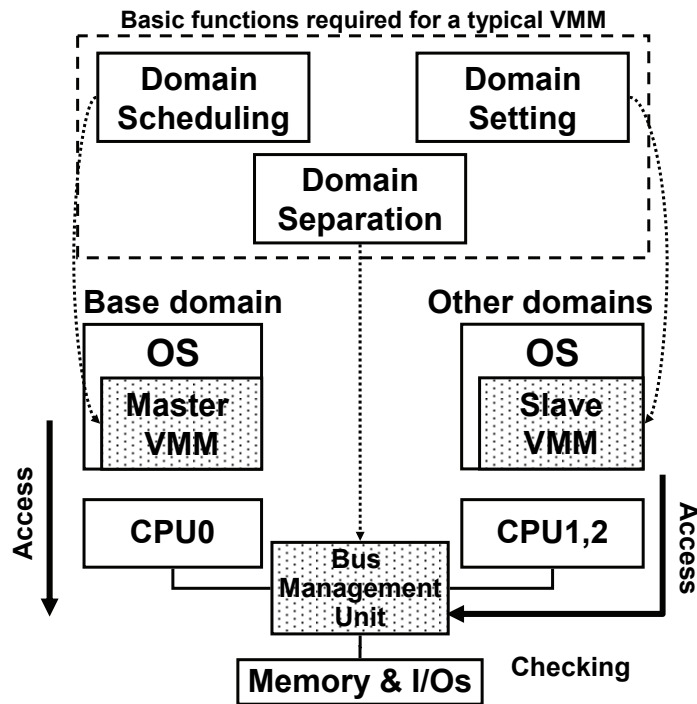 Basic functions required for a typical VMM
Domain
Scheduling
Domain
Setting
Domain
Separation
Base domain
Other domains
OS
OS
Master
VMM
Slave
VMM
Access
CPU0
CPU1,2
Access
Bus
Management
Unit
Checking
Memory & I/Os